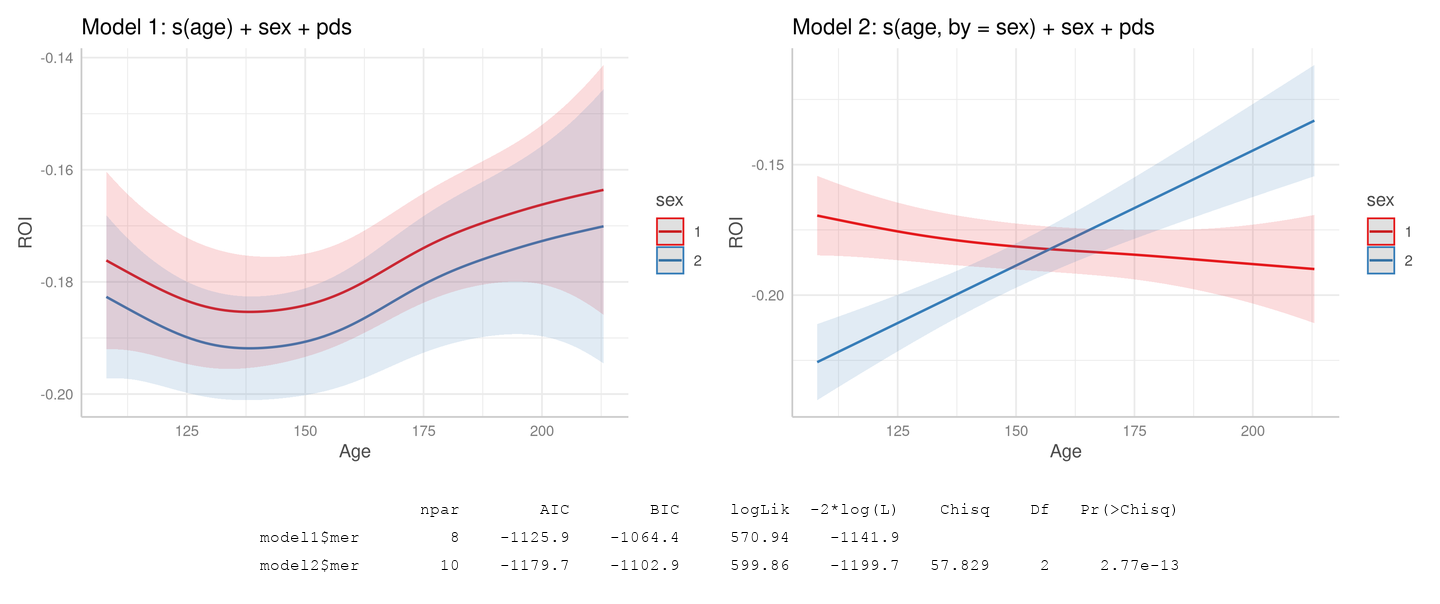 Model 1: s(age) + sex + pds
-0.14
-0.16
-0.18
-0.20
ROI
125 150 175 200
Age
sex
1
2
Model 2: s(age, by = sex) + sex + pds
-0.15
-0.20
ROI
125 150 175 200
Age
sex
1
2
npar AIC BIC logLik -2*log(L) Chisq Df Pr(>Chisq)
model1$mer 8 -1125.9 -1064.4 570.94 -1141.9
model2$mer 10 -1179.7 -1102.9 599.86 -1199.7 57.829 2 2.77e-13